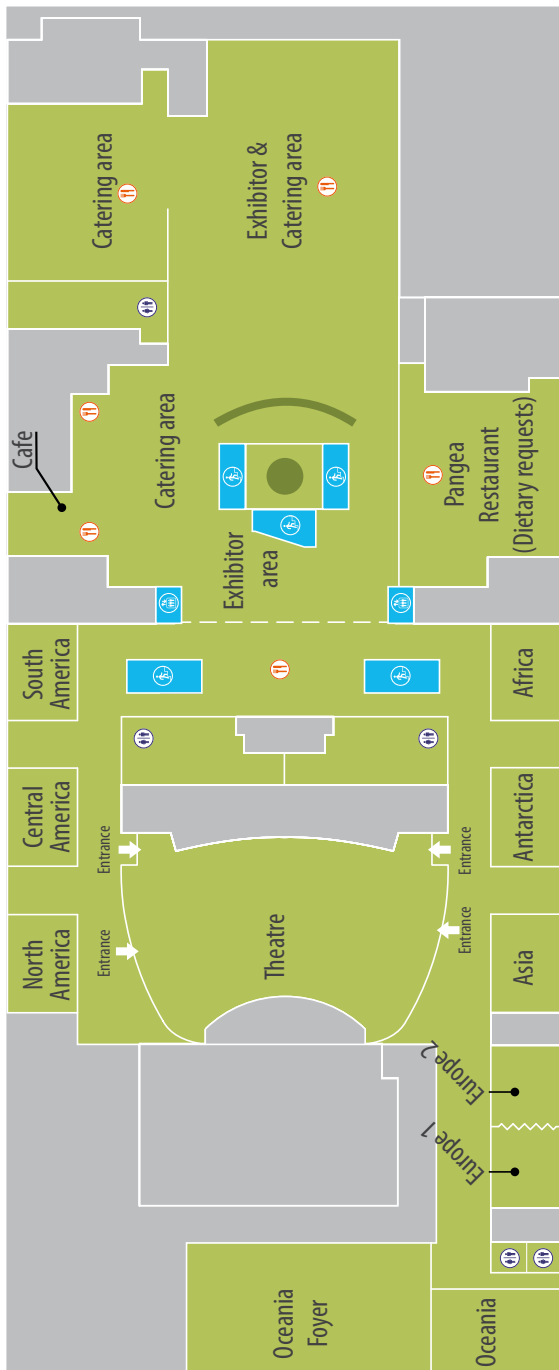 Catering area
Exhibitor &
Catering area
Cafe
Catering area
Exhibitor
area
Pangea
Restaurant
(Dietary requests)
South
America
Africa
Central
America
Antarctica
Entrance
Entrance
North
America
Entrance
Entrance
Theatre
Asia
Europe 2
Europe 1
Oceania
Foyer
Oceania